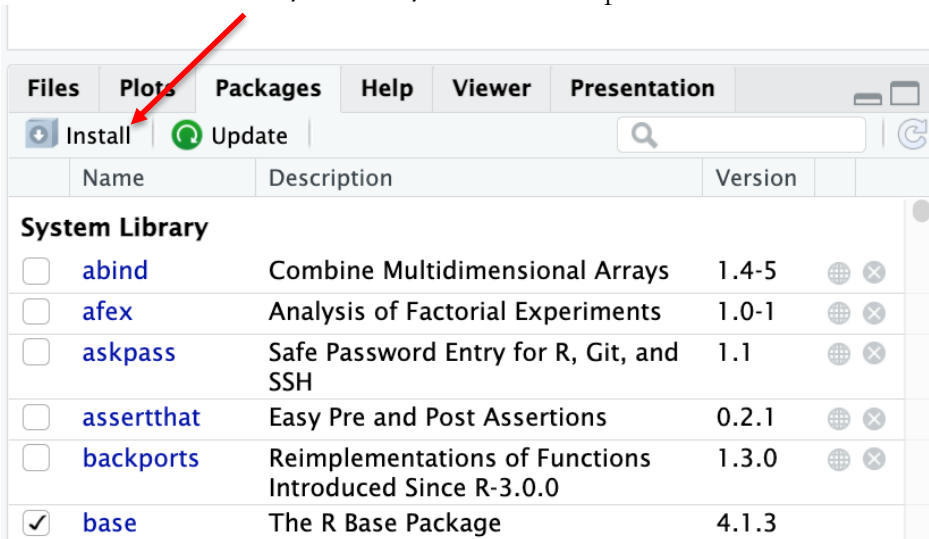 Files Plots Packages Help Viewer Presentation
Install Update
Name Description Version
System Library
abind Combine Multidimensional Arrays 1.4-5
afex Analysis of Factorial Experiments 1.0-1
askpass Safe Password Entry for R, Git, and 1.1
SSH
assertthat Easy Pre and Post Assertions 0.2.1
backports Reimplementations of Functions 1.3.0
Introduced Since R-3.0.0
base The R Base Package 4.1.3